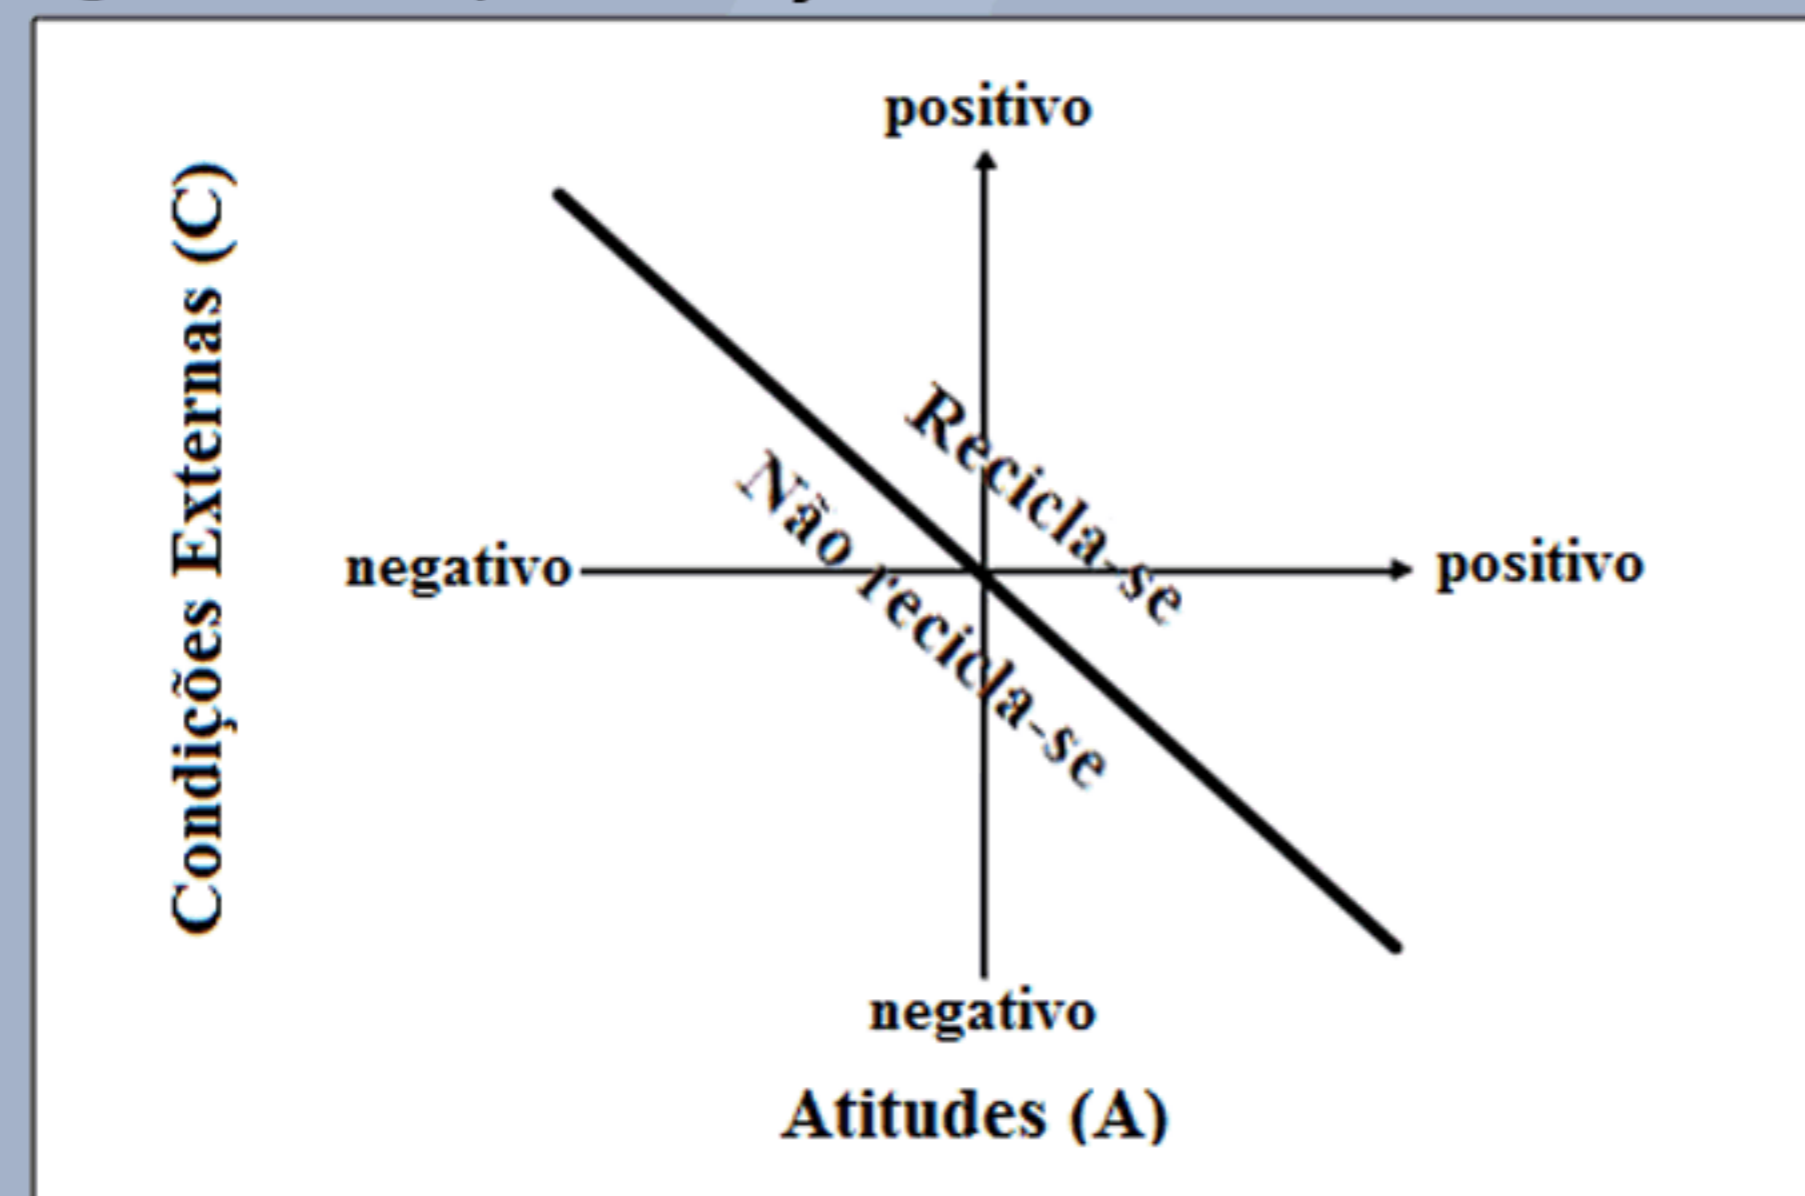 positivo
Condições Externas (C)
Recicla-se
Não recicla-se
negativo
positivo
negativo
Atitudes (A)